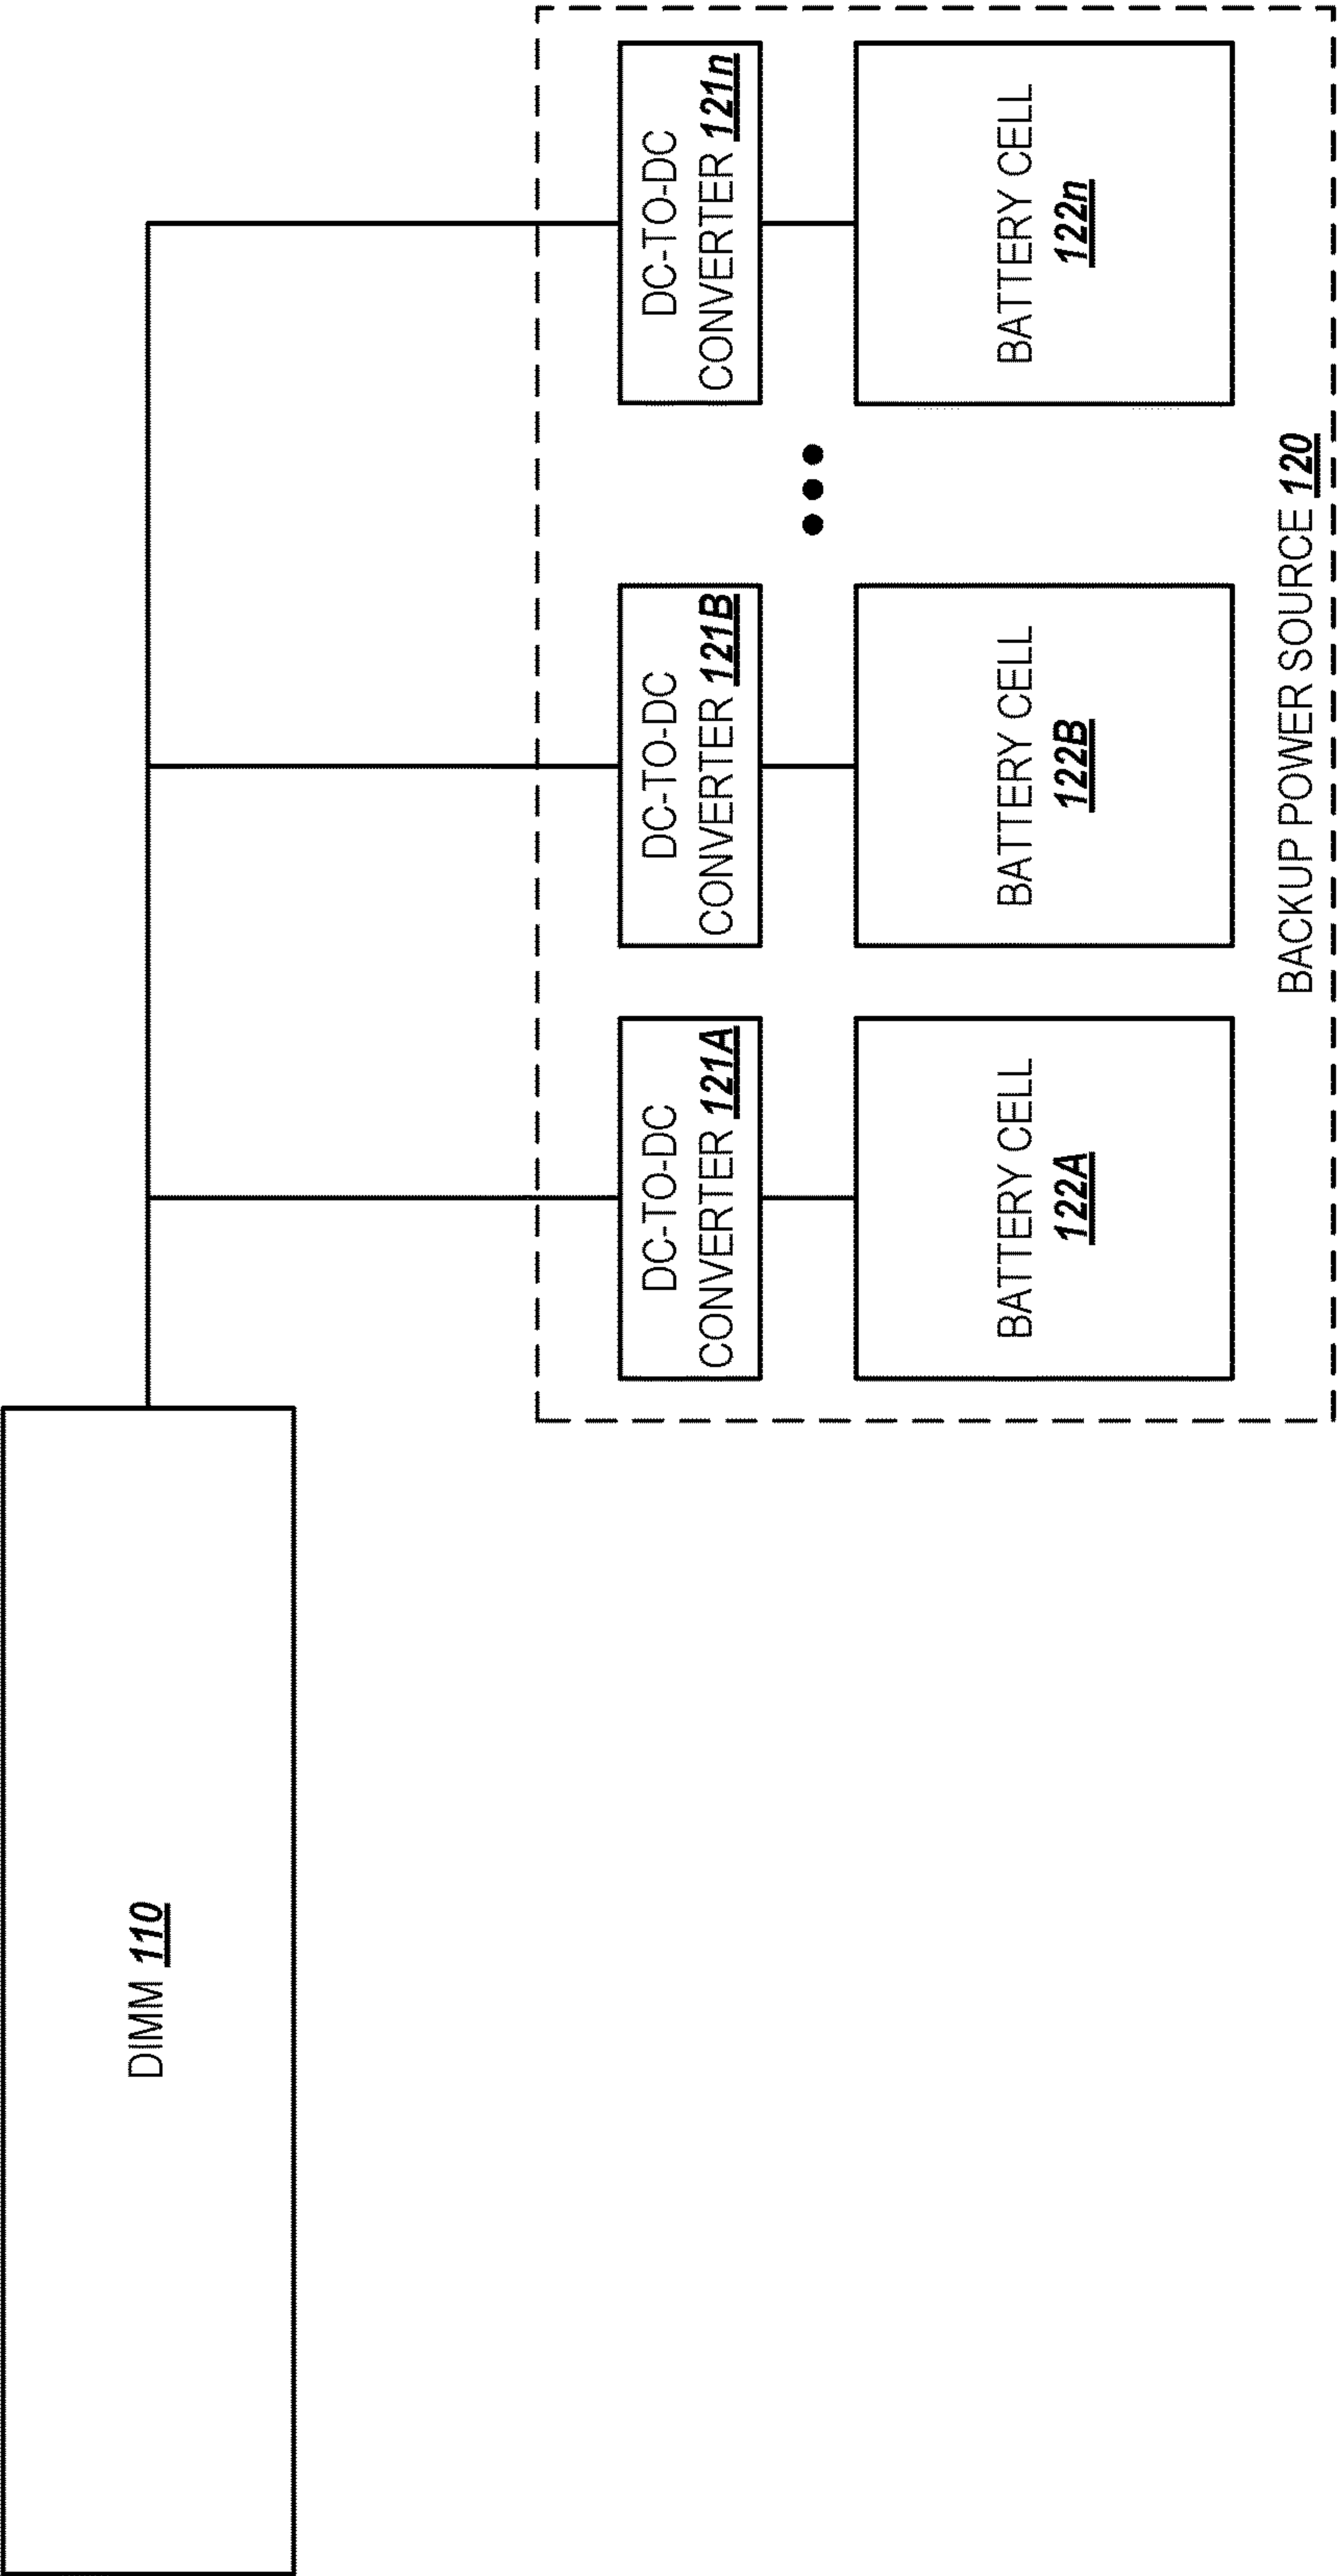 DIMM 110
DC-TO-DC
CONVERTER 121A
DC-TO-DC
CONVERTER 121B
DC-TO-DC
CONVERTER 121n
BATTERY CELL
122A
BATTERY CELL
122B
BATTERY CELL
122n
BACKUP POWER SOURCE 120